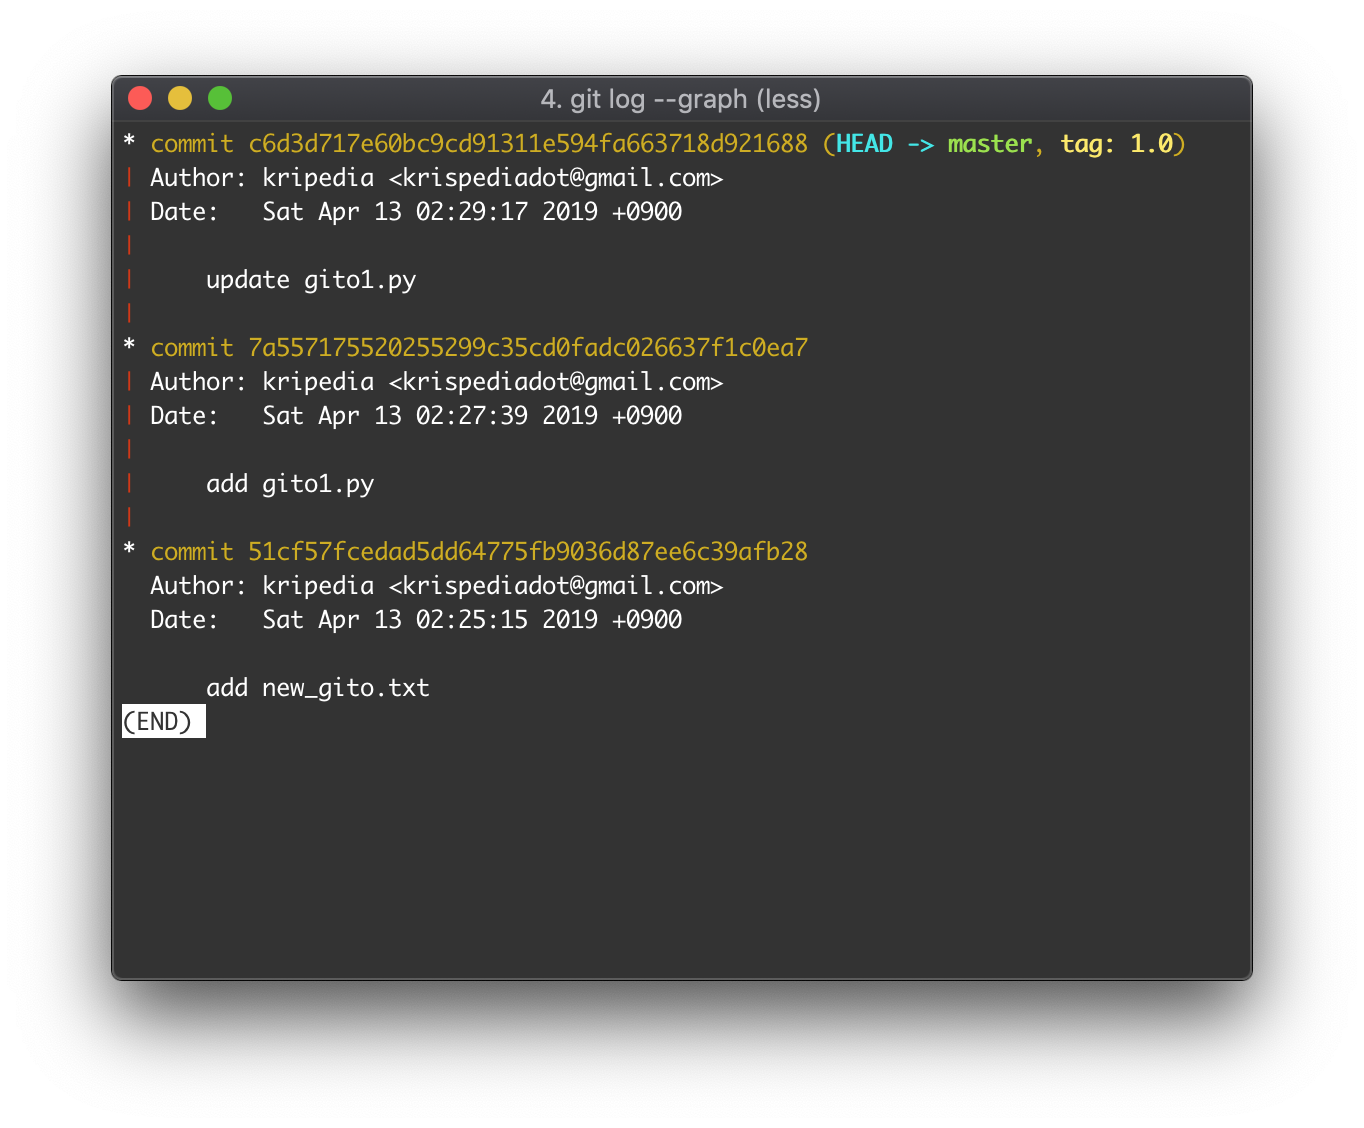 4. git log --graph (less)
* commit c6d3d717e60bc9cd91311e594fa663718d921688 (HEAD -> master, tag: 1.0)
| Author: kripedia <krispediadot@gmail.com>
| Date:   Sat Apr 13 02:29:17 2019 +0900
|
|     update gito1.py
|
* commit 7a557175520255299c35cd0fadc026637f1c0ea7
| Author: kripedia <krispediadot@gmail.com>
| Date:   Sat Apr 13 02:27:39 2019 +0900
|
|     add gito1.py
|
* commit 51cf57fcedad5dd64775fb9036d87ee6c39afb28
  Author: kripedia <krispediadot@gmail.com>
  Date:   Sat Apr 13 02:25:15 2019 +0900

      add new_gito.txt
(END)